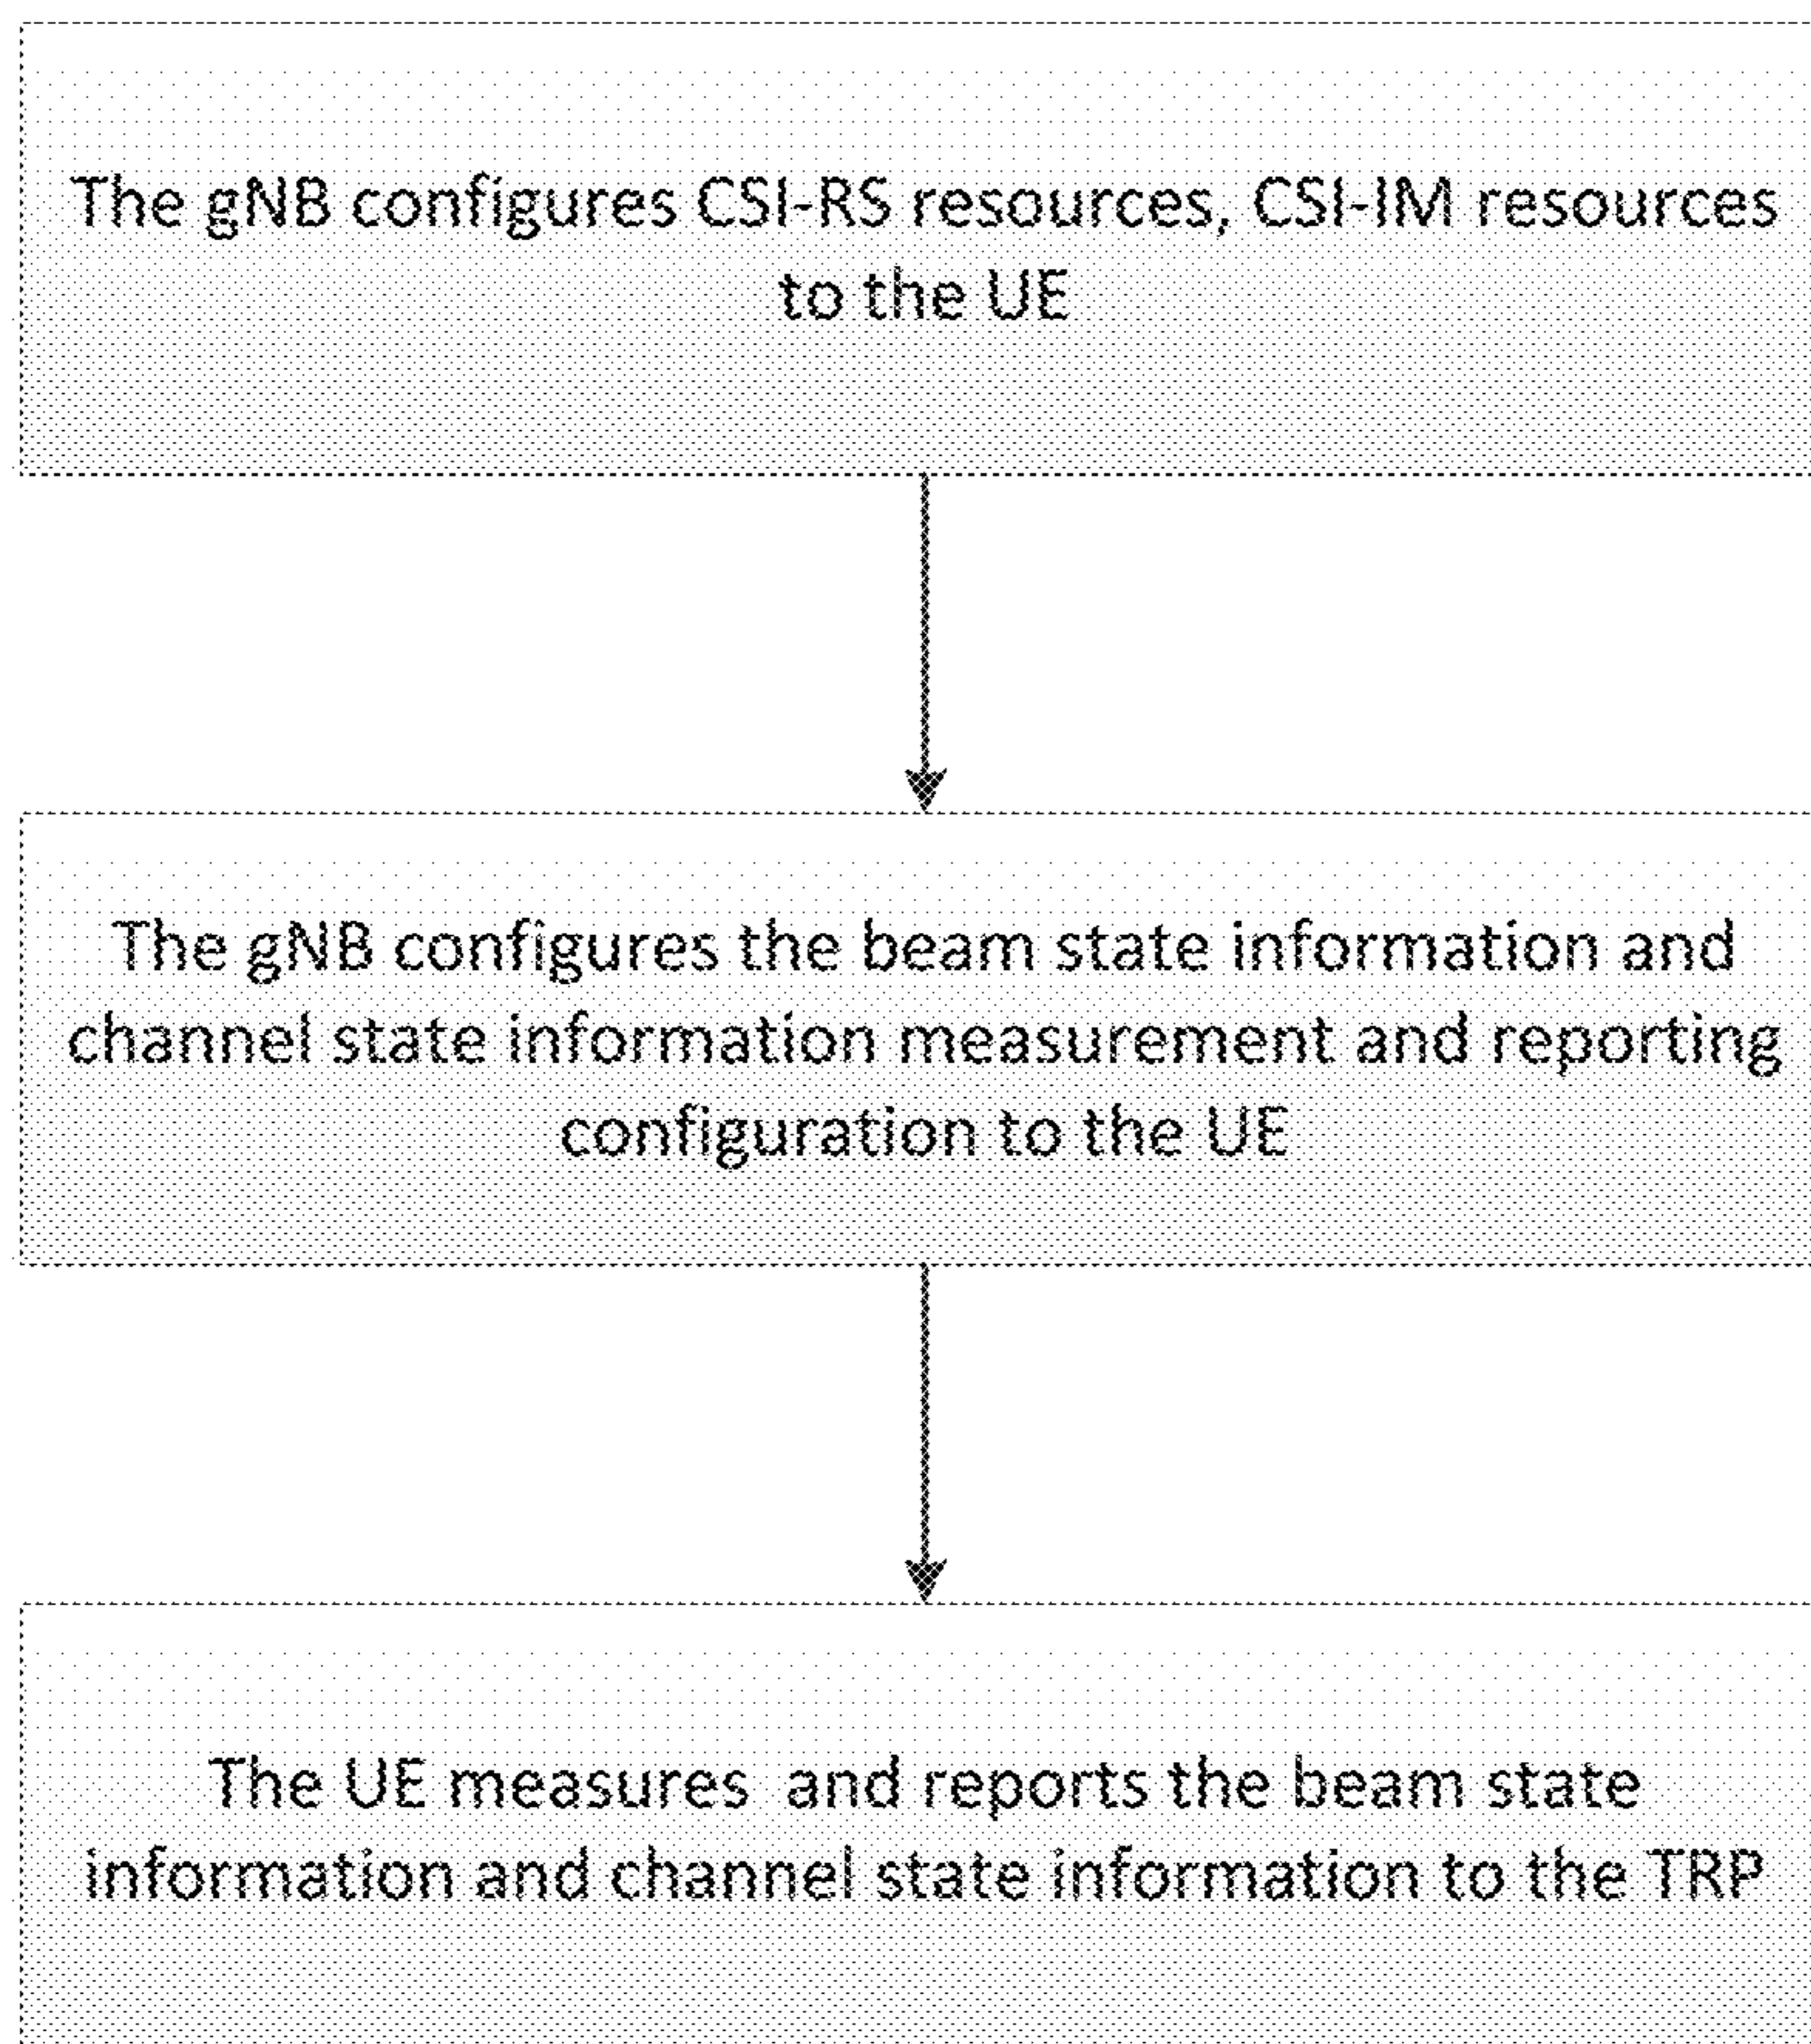 The gNB configures CSI-RS resources, CSI-IM resources
to the UE
The gNB configures the beam state information and
channel state information measurement and reporting
configuration to the UE
The UE measures and reports the beam state
information and channel state information to the TRP